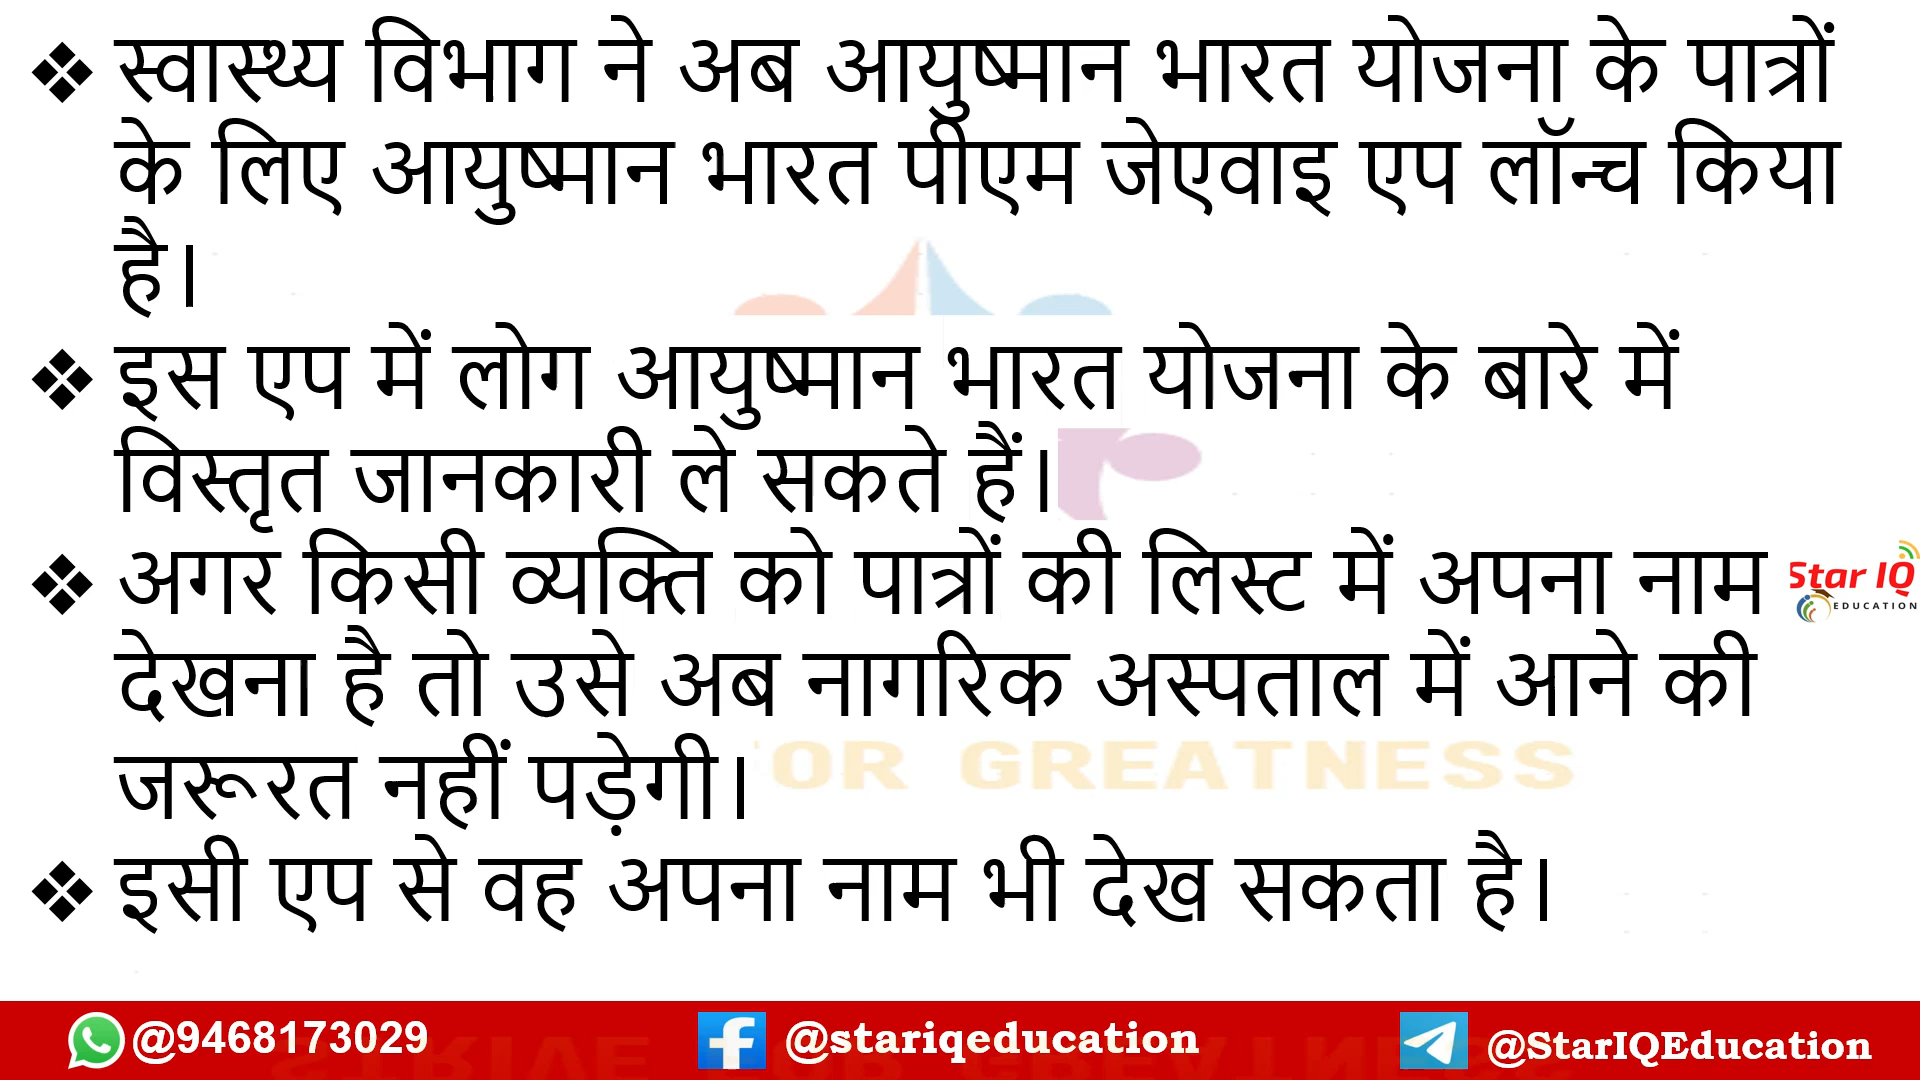 ❖ स्वास्थ्य विभाग ने अब आयुष्मान भारत योजना के पात्रों
के लिए आयुष्मान भारत पीएम जेएवाइ एप लॉन्च किया
है।
❖ इस एप में लोग आयुष्मान भारत योजना के बारे में
विस्तृत जानकारी ले सकते हैं।
❖ अगर किसी व्यक्ति को पात्रों की लिस्ट में अपना नाम
Star IQ
EDUCATION
देखना है तो उसे अब नागरिक अस्पताल में आने की
जरूरत नहीं पड़ेगी।
OR GREATNESS
❖ इसी एप से वह अपना नाम भी देख सकता है।
@9468173029 @stariqeducation @StarIQEducation